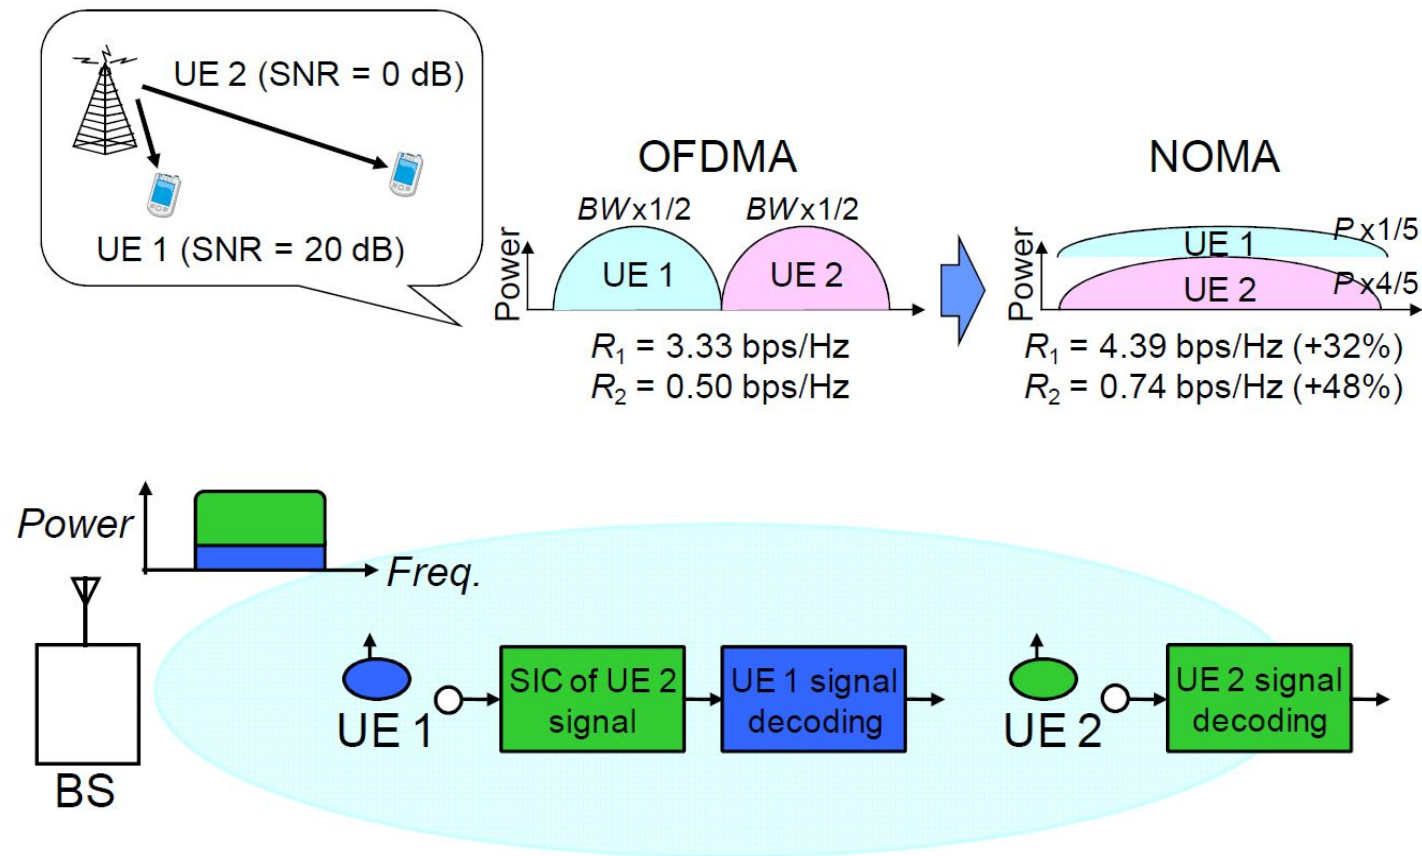 UE 2 (SNR = 0 dB)
UE 1 (SNR = 20 dB)
OFDMA
BWx1/2 BWx1/2
Power
UE 1 UE 2
R1 = 3.33 bps/Hz
R2 = 0.50 bps/Hz
NOMA
Power
UE 1 P x1/5
UE 2 P x4/5
R1 = 4.39 bps/Hz (+32%)
R2 = 0.74 bps/Hz (+48%)
Power
Freq.
BS
UE 1
SIC of UE 2
signal
UE 1 signal
decoding
UE 2
UE 2 signal
decoding